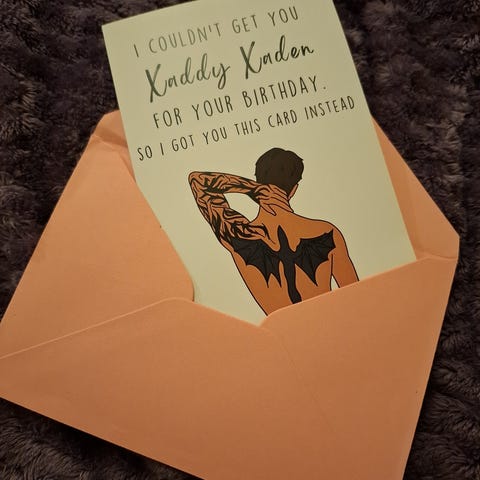 I COULDN'T GET YOU
Xaddy Xaden
FOR YOUR BIRTHDAY.
SO I GOT YOU THIS CARD INSTEAD